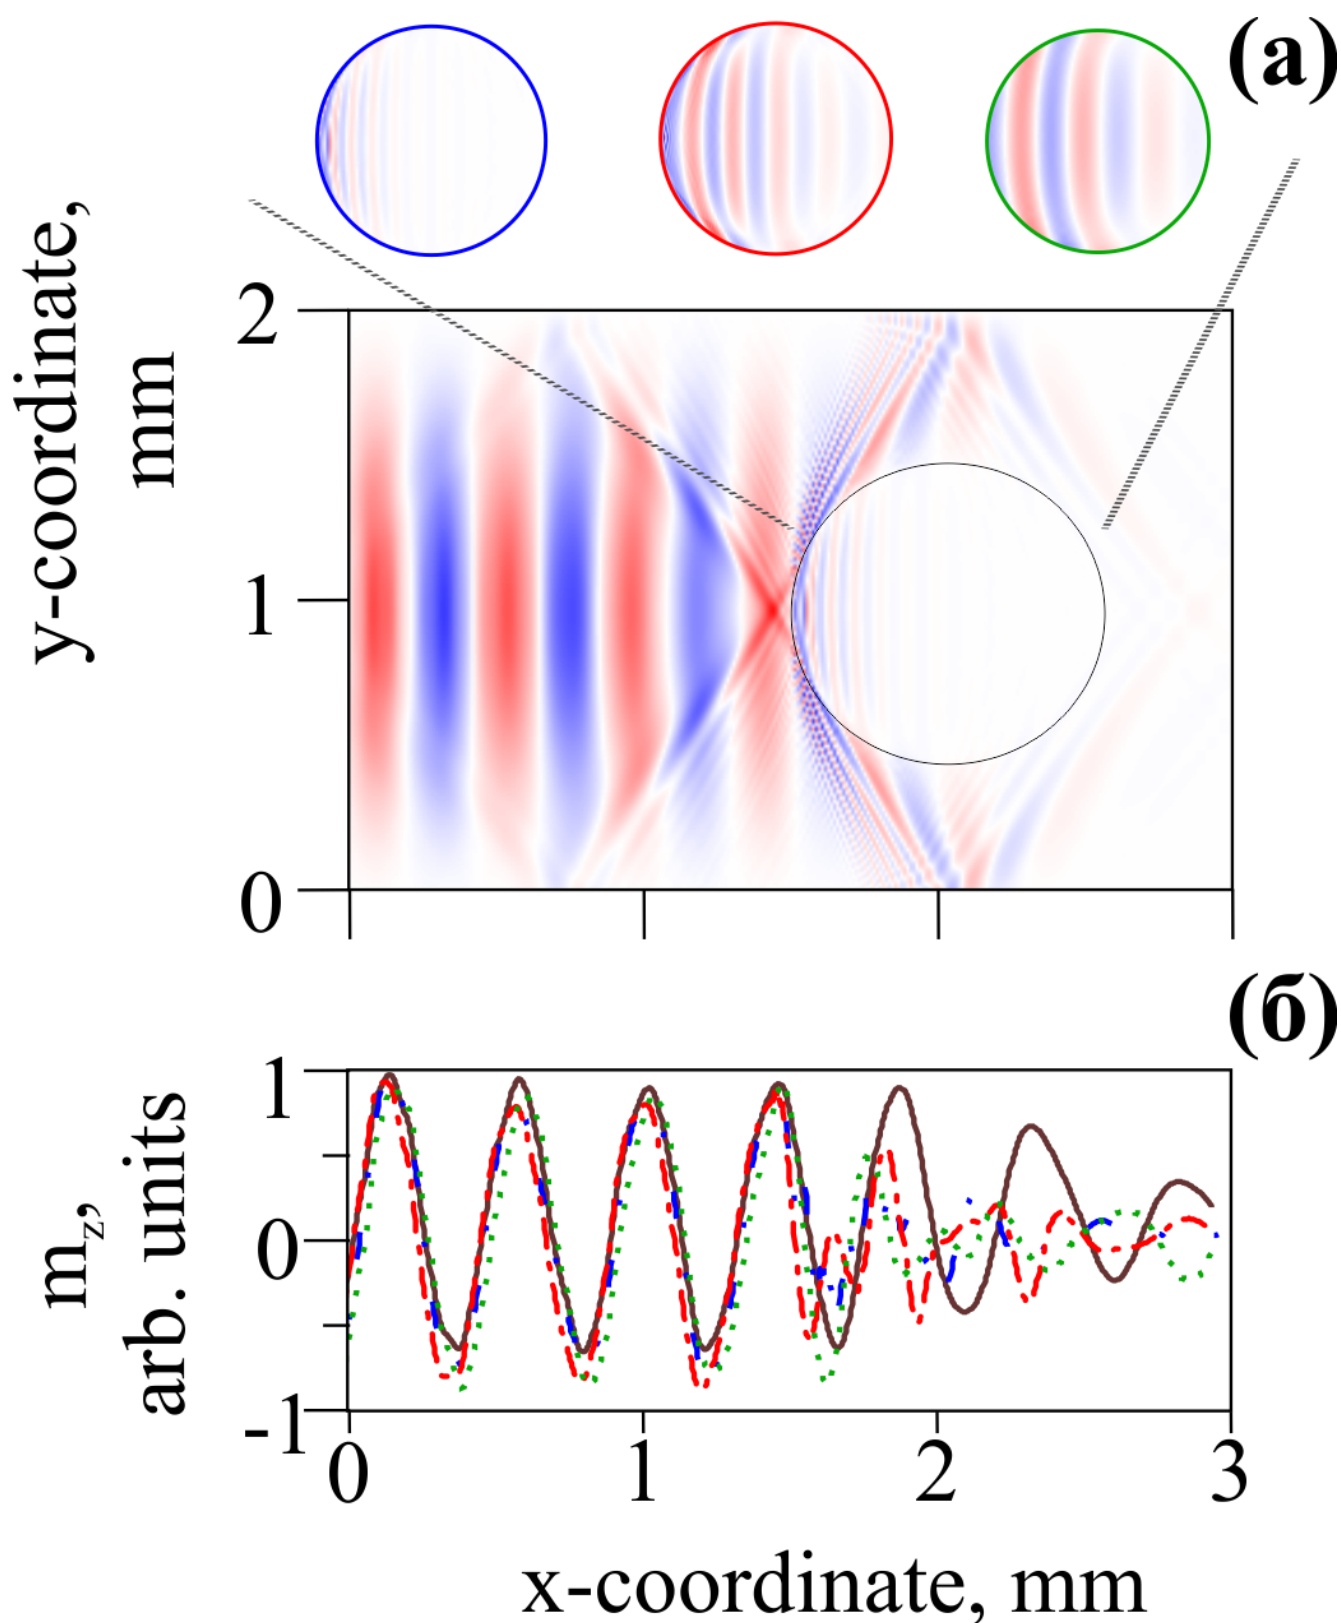 (а)
y-coordinate,
mm
2
1
0
(б)
m_z,
arb. units
1
0
-1
0 1 2 3
x-coordinate, mm